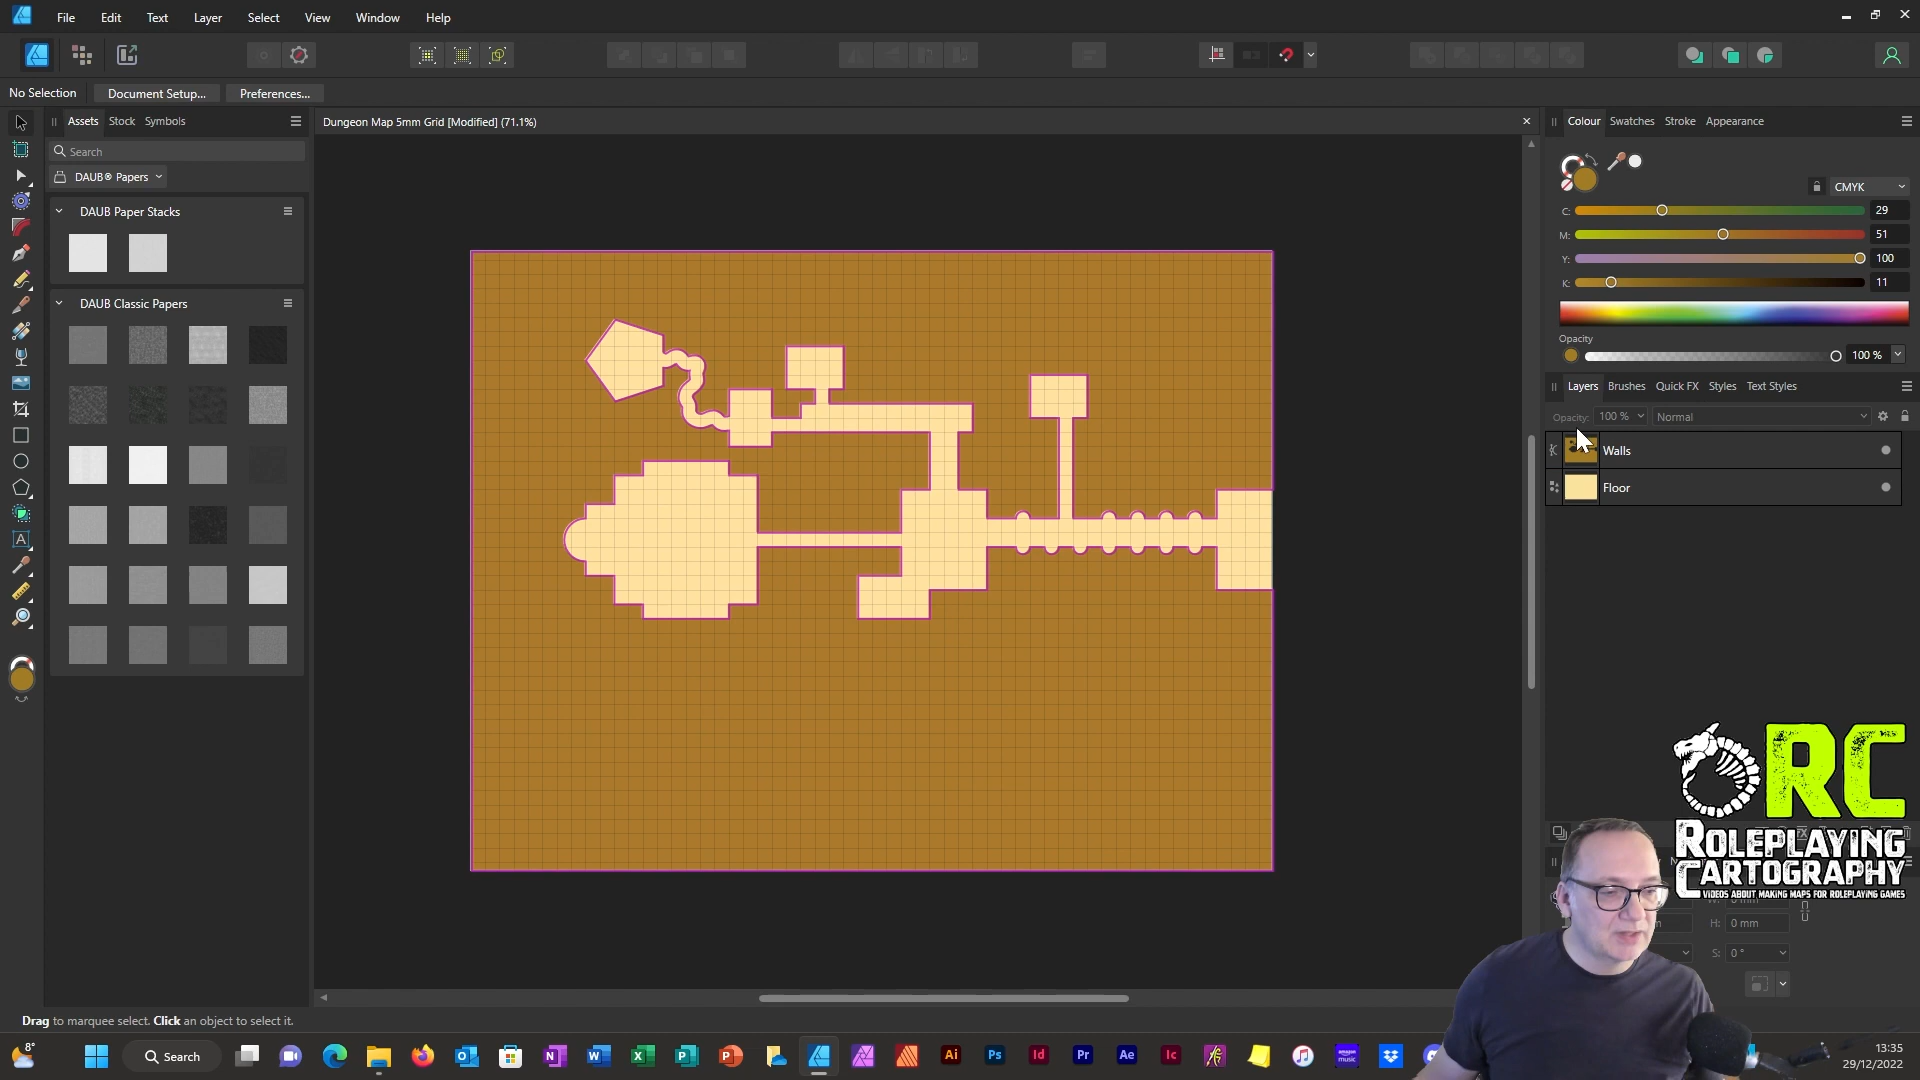 File Edit Text Layer Select View Window Help
No Selection Document Setup... Preferences...
Assets Stock Symbols
Dungeon Map 5mm Grid [Modified] (71.1%)
Colour Swatches Stroke Appearance
Search
DAUB® Papers
CMYK
DAUB Paper Stacks
C: 29
M: 51
Y: 100
K: 11
DAUB Classic Papers
Opacity
100 %
Layers Brushes Quick FX Styles Text Styles
Opacity: 100 % Normal
Walls
Floor
RC
ROLEPLAYING
CARTOGRAPHY
VIDEOS ABOUT MAKING MAPS FOR ROLEPLAYING GAMES
H: 0 mm
S: 0 °
Drag to marquee select. Click an object to select it.
8°
Search
Ai Ps Id Pr Ae Ic
13:35
29/12/2022